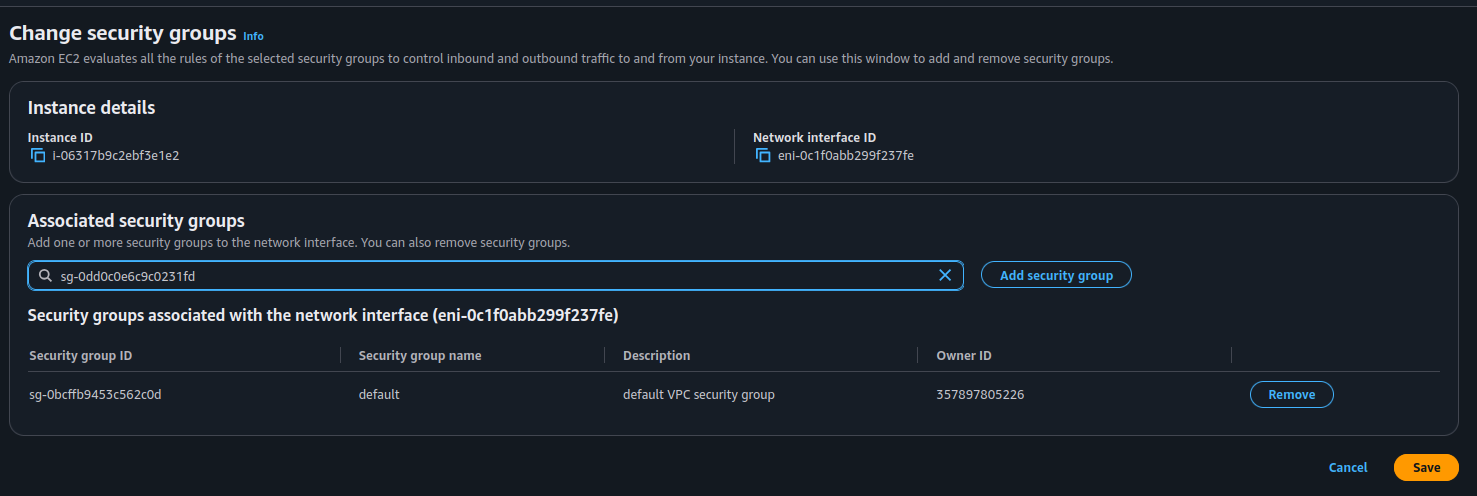 Change security groups Info
Amazon EC2 evaluates all the rules of the selected security groups to control inbound and outbound traffic to and from your instance. You can use this window to add and remove security groups.
Instance details
Instance ID
i-06317b9c2ebf3e1e2
Network interface ID
eni-0c1f0abb299f237fe
Associated security groups
Add one or more security groups to the network interface. You can also remove security groups.
sg-0dd0c0e6c9c0231fd
Add security group
Security groups associated with the network interface (eni-0c1f0abb299f237fe)
Security group ID Security group name Description Owner ID
sg-0bcffb9453c562c0d default default VPC security group 357897805226 Remove
Cancel Save